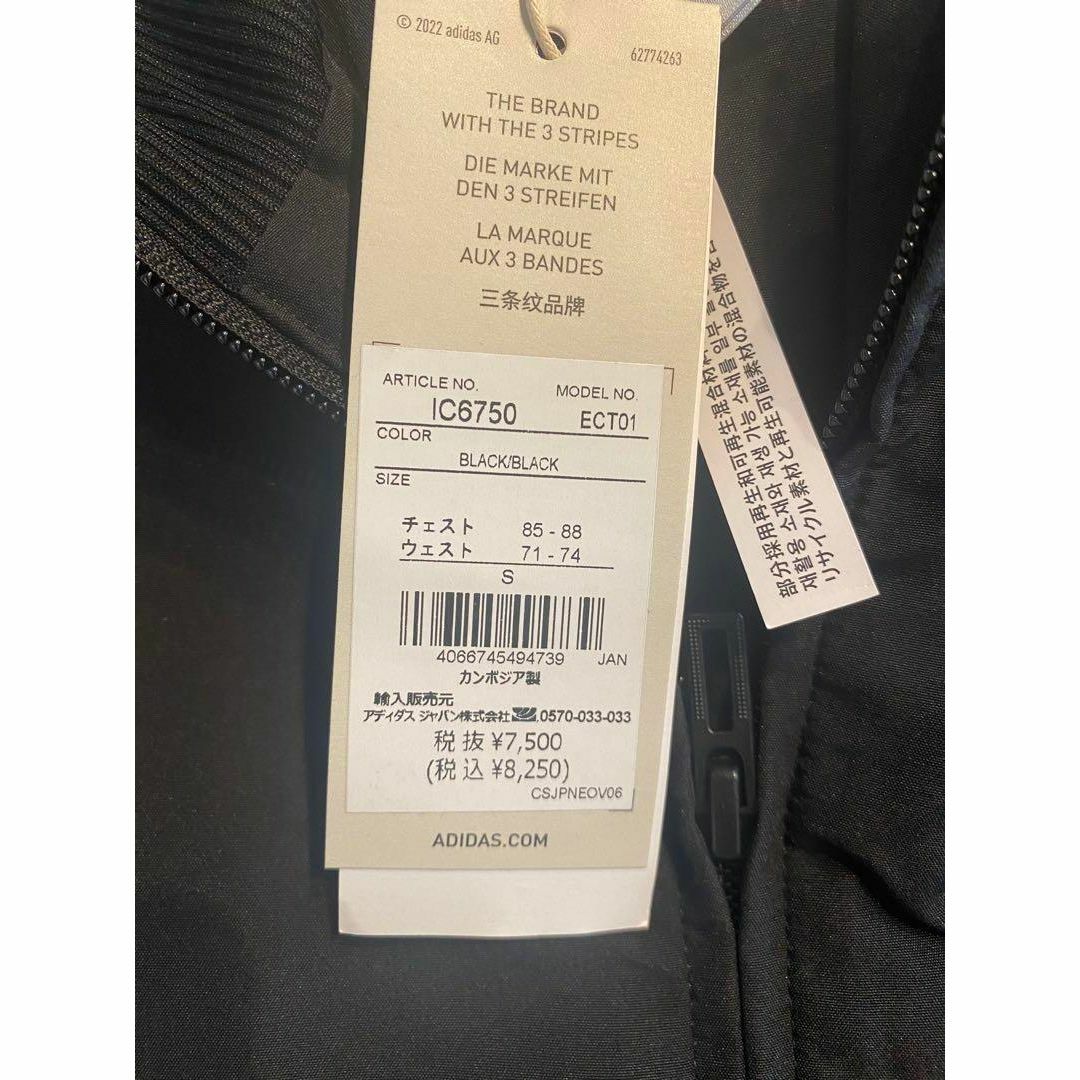 © 2022 adidas AG
62774263
THE BRAND
WITH THE 3 STRIPES
DIE MARKE MIT
DEN 3 STREIFEN
LA MARQUE
AUX 3 BANDES
三条纹品牌
ARTICLE NO.
MODEL NO.
IC6750
ECT01
COLOR
BLACK/BLACK
SIZE
チェスト 85 - 88
ウェスト 71 - 74
S
4066745494739 JAN
カンボジア製
輸入販売元
アディダス ジャパン株式会社 0570-033-033
税抜 ¥7,500
(税込 ¥8,250)
CSJPNEOV06
ADIDAS.COM
部分採用再生和可再生混合材料
재활용 소재와 재생 가능 소재를 일부 혼합
リサイクル素材と再生可能素材の混合物を